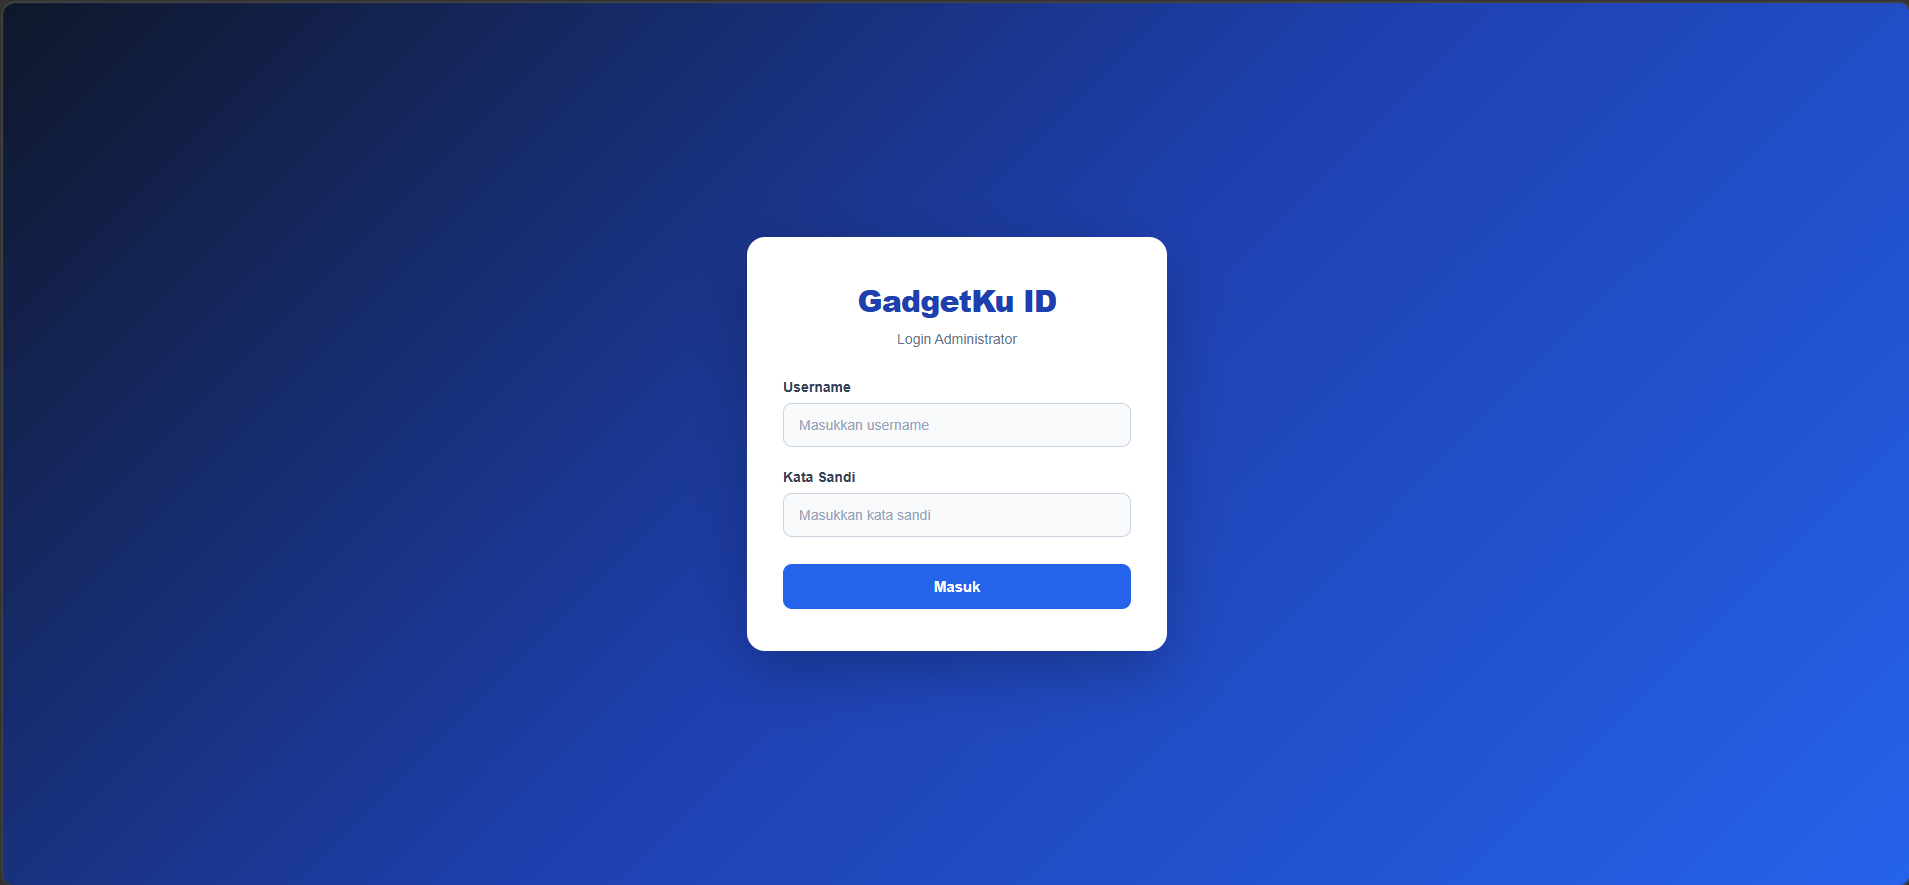 GadgetKu ID
Login Administrator
Username
Masukkan username
Kata Sandi
Masukkan kata sandi
Masuk